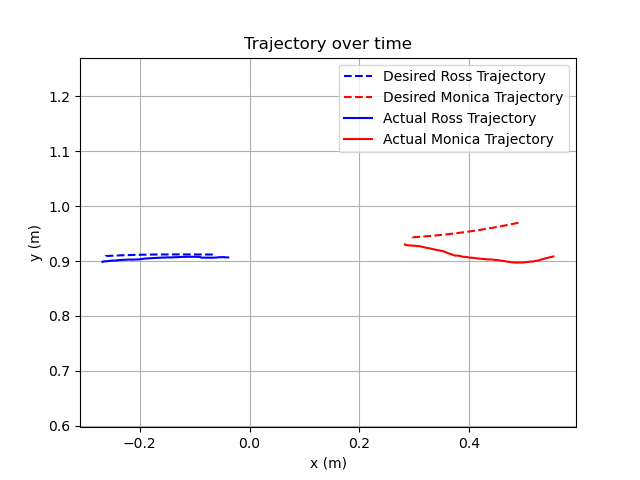 Trajectory over time
Desired Ross Trajectory
Desired Monica Trajectory
Actual Ross Trajectory
Actual Monica Trajectory
1.2
1.1
1.0
0.9
0.8
0.7
0.6
y (m)
−0.2 0.0 0.2 0.4
x (m)